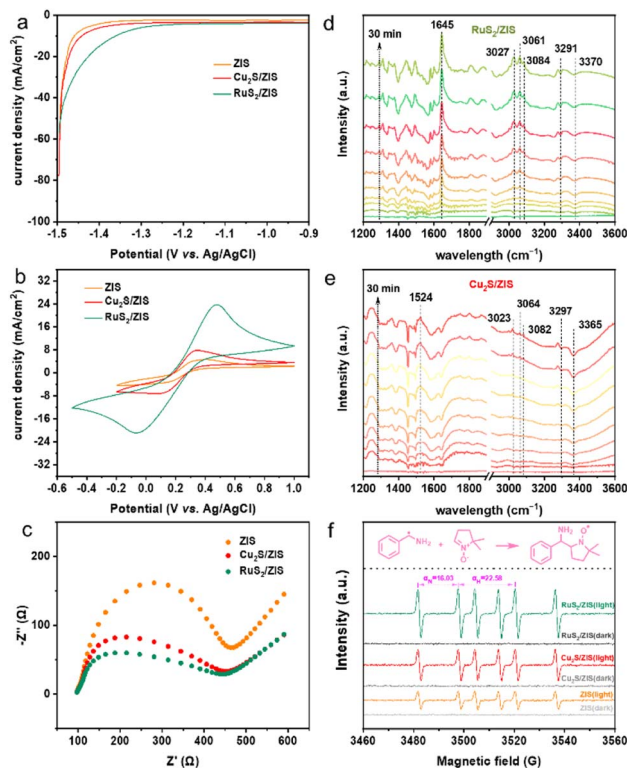 a
current density (mA/cm²)
0
-20
-40
-60
-80
-100
ZIS
Cu₂S/ZIS
RuS₂/ZIS
-1.5
-1.4
-1.3
-1.2
-1.1
-1.0
-0.9
Potential (V vs. Ag/AgCl)
b
current density (mA/cm²)
32
24
16
8
0
-8
-16
-24
-32
ZIS
Cu₂S/ZIS
RuS₂/ZIS
-0.6
-0.4
-0.2
0.0
0.2
0.4
0.6
0.8
1.0
Potential (V vs. Ag/AgCl)
c
-Z'' (Ω)
-200
-100
0
ZIS
Cu₂S/ZIS
RuS₂/ZIS
0
100
200
300
400
500
600
Z' (Ω)
d
Intensity (a.u.)
30 min
1645
RuS₂/ZIS
3027
3061
3084
3291
3370
1200
1400
1600
1800
3000
3200
3400
3600
wavelength (cm⁻¹)
e
Intensity (a.u.)
30 min
1524
Cu₂S/ZIS
3023
3064
3082
3297
3365
1200
1400
1600
1800
3000
3200
3400
3600
wavelength (cm⁻¹)
f
Intensity (a.u.)
NH₂
+
N
O
NH₂
O
N
α_N=16.03
α_H=22.58
RuS₂/ZIS(light)
RuS₂/ZIS(dark)
Cu₂S/ZIS(light)
Cu₂S/ZIS(dark)
ZIS(light)
ZIS(dark)
3460
3480
3500
3520
3540
3560
Magnetic field (G)